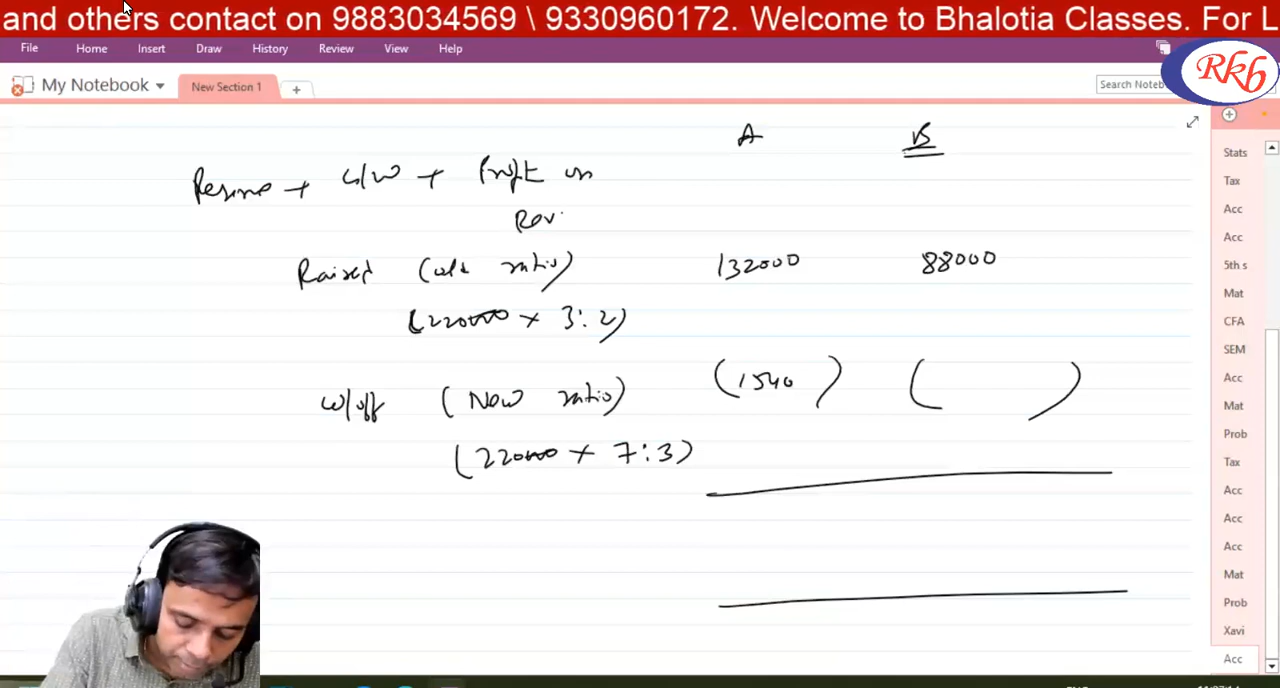 and others contact on 9883034569 \ 9330960172. Welcome to Bhalotia Classes. For L
File Home Insert Draw History Review View Help
Rkb
My Notebook New Section 1 + Search Noteb
A B
Reserve + G/W + Profit on
Rev.
Raised (old ratio) 132000 88000
(220000 × 3:2)
w/off (New ratio) (1540 ) ( )
(220000 × 7:3)
Stats
Tax
Acc
Acc
5th s
Mat
CFA
SEM
Acc
Mat
Prob
Tax
Acc
Acc
Acc
Mat
Prob
Xavi
Acc